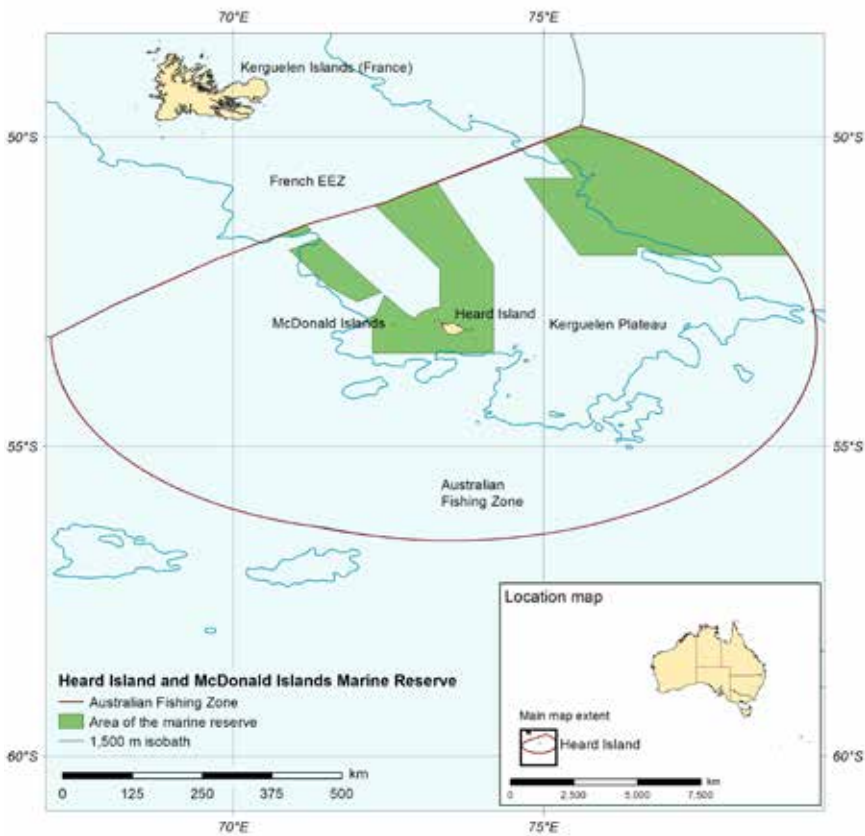 70°E 75°E
Kerguelen Islands (France)
50°S 50°S
French EEZ
Heard Island
McDonald Islands Kerguelen Plateau
55°S 55°S
Australian
Fishing Zone
Location map
Heard Island and McDonald Islands Marine Reserve
Australian Fishing Zone
Area of the marine reserve
1,500 m isobath
Main map extent
Heard Island
60°S 60°S
km
0 125 250 375 500
km
0 2,500 5,000 7,500
70°E 75°E